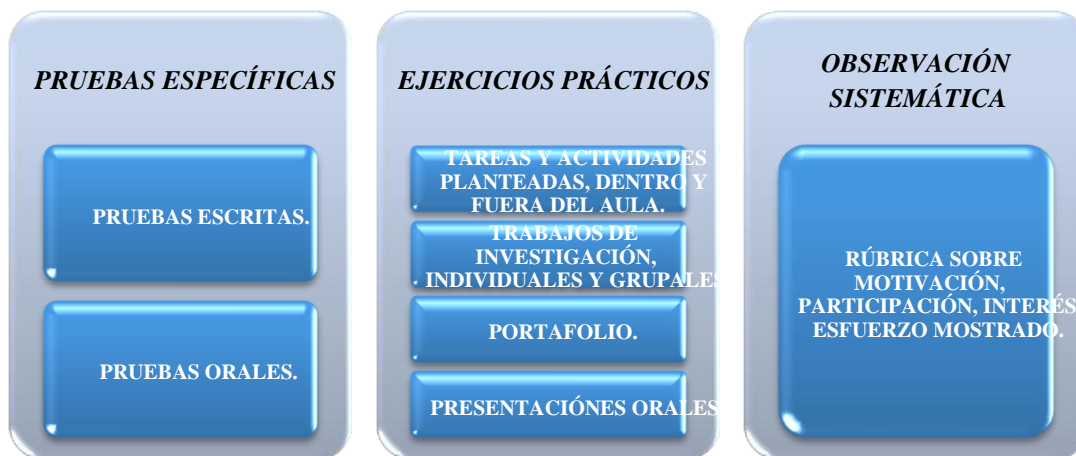 PRUEBAS ESPECÍFICAS
PRUEBAS ESCRITAS.
PRUEBAS ORALES.
EJERCICIOS PRÁCTICOS
TAREAS Y ACTIVIDADES
PLANTEADAS, DENTRO Y
FUERA DEL AULA.
TRABAJOS DE
INVESTIGACIÓN,
INDIVIDUALES Y GRUPALES
PORTAFOLIO.
PRESENTACIÓNES ORALES
OBSERVACIÓN
SISTEMÁTICA
RÚBRICA SOBRE
MOTIVACIÓN,
PARTICIPACIÓN, INTERÉS
ESFUERZO MOSTRADO.